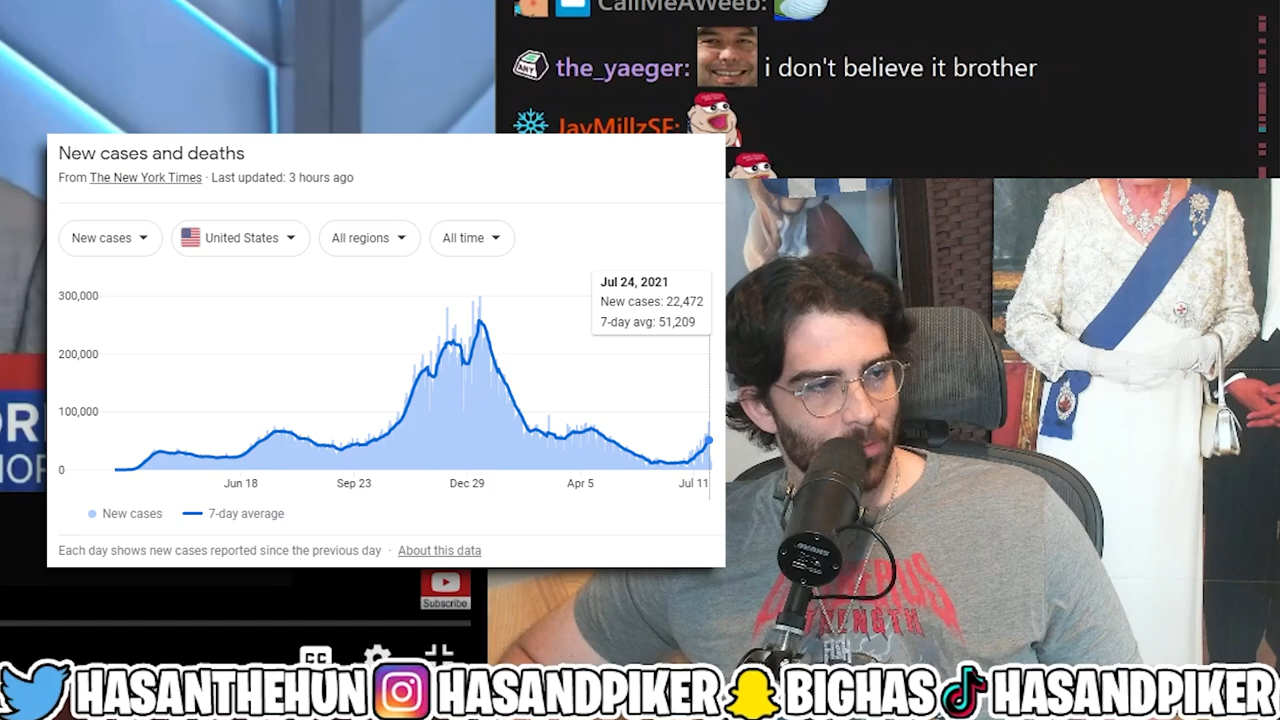 CallMeAWeeb:
the_yaeger: i don't believe it brother
JayMillzSF:
New cases and deaths
From The New York Times · Last updated: 3 hours ago
New cases
United States
All regions
All time
Jul 24, 2021
New cases: 22,472
7-day avg: 51,209
300,000
200,000
100,000
0
Jun 18
Sep 23
Dec 29
Apr 5
Jul 11
New cases
7-day average
Each day shows new cases reported since the previous day · About this data
Subscribe
CC
STRENGTH
FISH
SHURE
HASANTHEHUN
HASANDPIKER
BIGHAS
HASANDPIKER